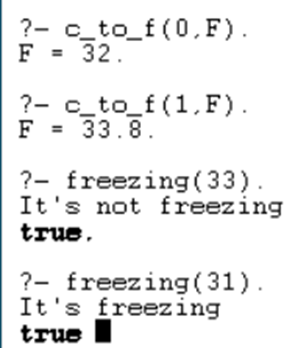 ?- c_to_f(0,F).
F = 32.
?- c_to_f(1,F).
F = 33.8.
?- freezing(33).
It's not freezing
true.
?- freezing(31).
It's freezing
true